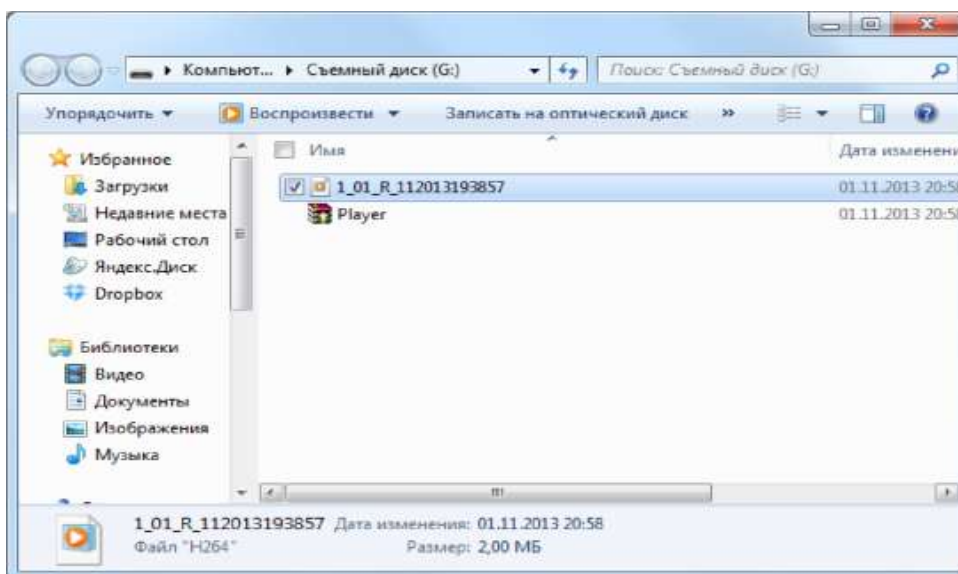 Компьют... ▸ Съемный диск (G:)
Поиск: Съемный диск (G:)
Упорядочить Воспроизвести Записать на оптический диск »
Избранное
Загрузки
Недавние места
Рабочий стол
Яндекс.Диск
Dropbox
Библиотеки
Видео
Документы
Изображения
Музыка
Имя Дата изменени
1_01_R_112013193857 01.11.2013 20:58
Player 01.11.2013 20:58
1_01_R_112013193857 Дата изменения: 01.11.2013 20:58
Файл "H264" Размер: 2,00 МБ